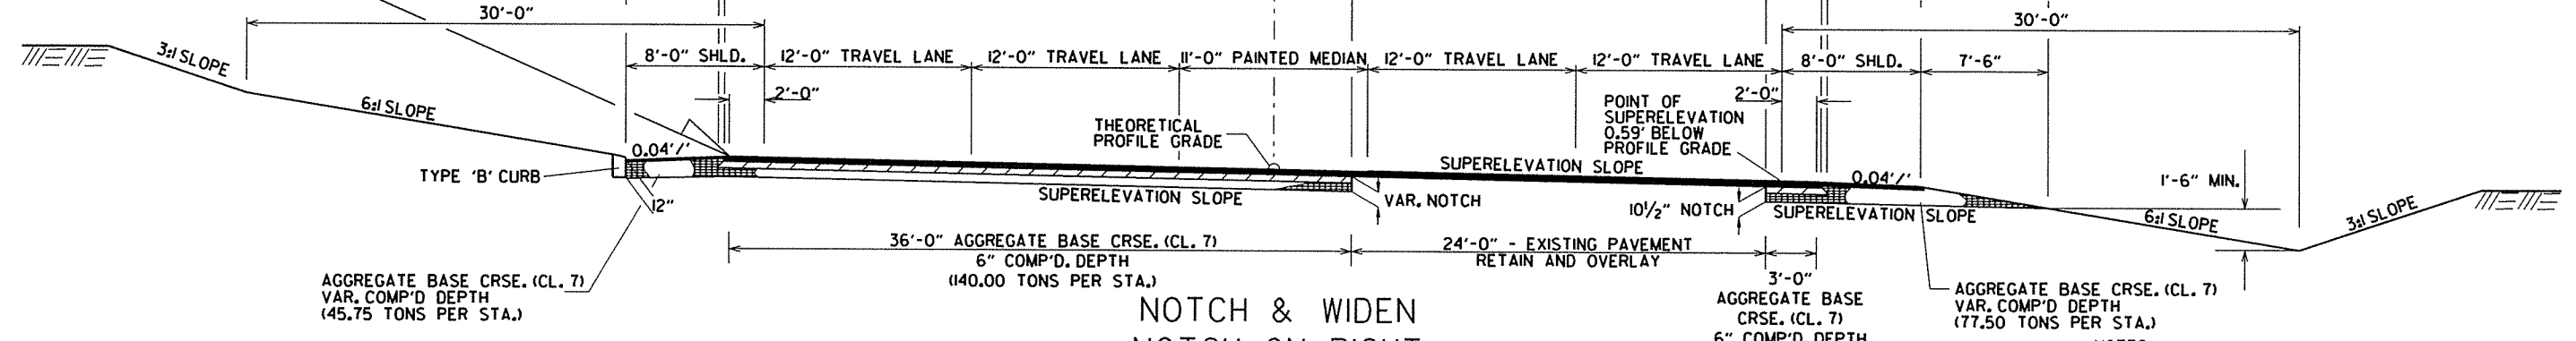 30'-0"
30'-0"
3:1 SLOPE
8'-0" SHLD.
12'-0" TRAVEL LANE
12'-0" TRAVEL LANE
11'-0" PAINTED MEDIAN
12'-0" TRAVEL LANE
12'-0" TRAVEL LANE
8'-0" SHLD.
7'-6"
6:1 SLOPE
2'-0"
THEORETICAL
PROFILE GRADE
POINT OF
SUPERELEVATION
0.59' BELOW
PROFILE GRADE
2'-0"
0.04'/'
TYPE 'B' CURB
12"
SUPERELEVATION SLOPE
SUPERELEVATION SLOPE
VAR. NOTCH
10½" NOTCH
0.04'/'
SUPERELEVATION SLOPE
1'-6" MIN.
6:1 SLOPE
3:1 SLOPE
36'-0" AGGREGATE BASE CRSE. (CL. 7)
6" COMP'D. DEPTH
(140.00 TONS PER STA.)
24'-0" - EXISTING PAVEMENT
RETAIN AND OVERLAY
AGGREGATE BASE CRSE. (CL. 7)
VAR. COMP'D DEPTH
(45.75 TONS PER STA.)
3'-0"
AGGREGATE BASE
CRSE. (CL. 7)
6" COMP'D DEPTH
AGGREGATE BASE CRSE. (CL. 7)
VAR. COMP'D DEPTH
(77.50 TONS PER STA.)
NOTCH & WIDEN
NOTCH ON RIGHT